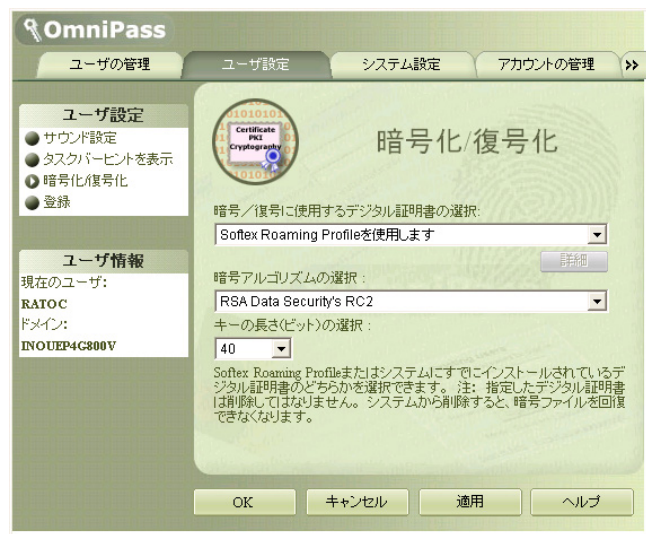 OmniPass
ユーザの管理
ユーザ設定
システム設定
アカウントの管理
>>
ユーザ設定
サウンド設定
タスクバーヒントを表示
暗号化/復号化
登録
ユーザ情報
現在のユーザ:
RATOC
ドメイン:
INOUEP4G800V
Certificate
PKI
Cryptography
暗号化/復号化
暗号／復号に使用するデジタル証明書の選択:
Softex Roaming Profileを使用します
詳細
暗号アルゴリズムの選択：
RSA Data Security's RC2
キーの長さ(ビット)の選択：
40
Softex Roaming Profileまたはシステムにすでにインストールされているデ
ジタル証明書のどちらかを選択できます。 注: 指定したデジタル証明書
は削除してはなりません。システムから削除すると、暗号ファイルを回復
できなくなります。
OK
キャンセル
適用
ヘルプ